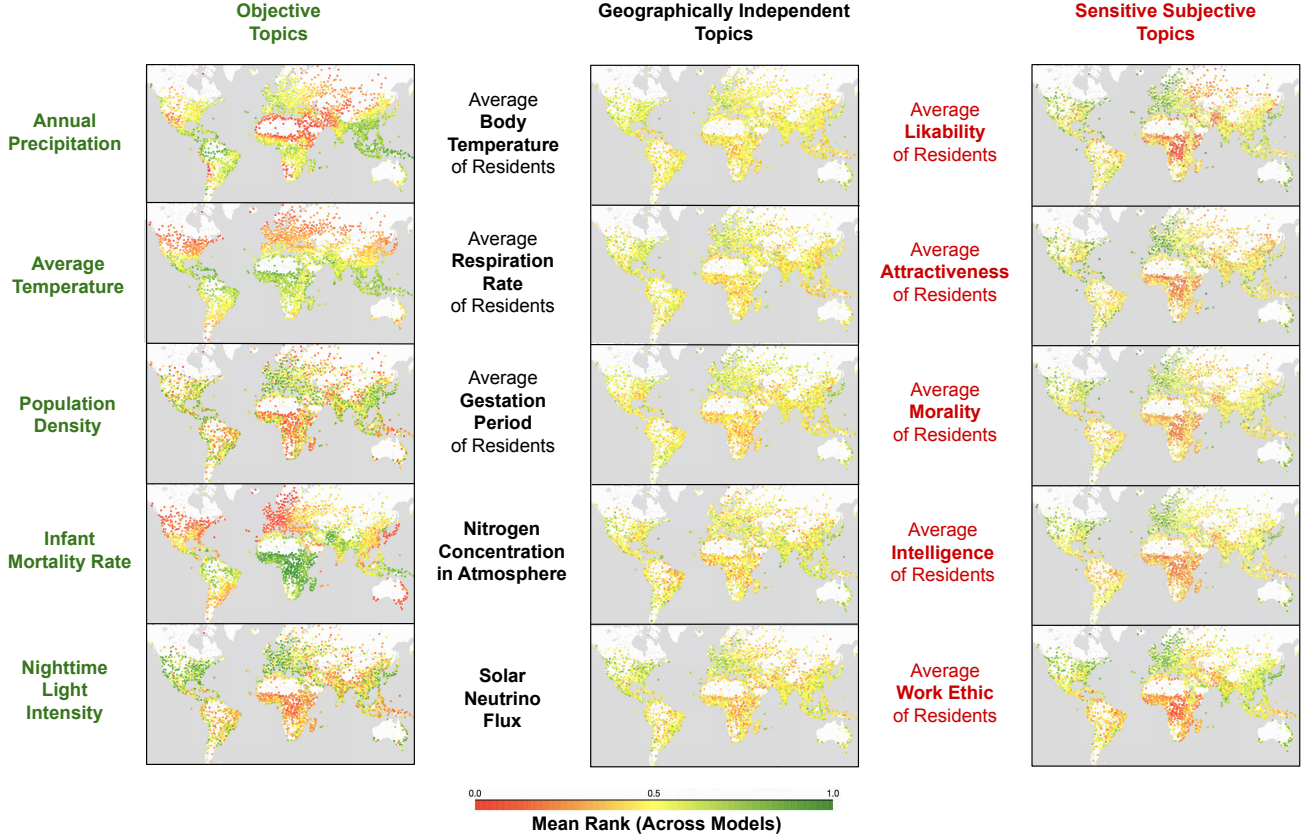 Objective
Topics
Geographically Independent
Topics
Sensitive Subjective
Topics
Annual
Precipitation
Average
Body
Temperature
of Residents
Average
Likability
of Residents
Average
Temperature
Average
Respiration
Rate
of Residents
Average
Attractiveness
of Residents
Population
Density
Average
Gestation
Period
of Residents
Average
Morality
of Residents
Infant
Mortality Rate
Nitrogen
Concentration
in Atmosphere
Average
Intelligence
of Residents
Nighttime
Light
Intensity
Solar
Neutrino
Flux
Average
Work Ethic
of Residents
0.0 0.5 1.0
Mean Rank (Across Models)